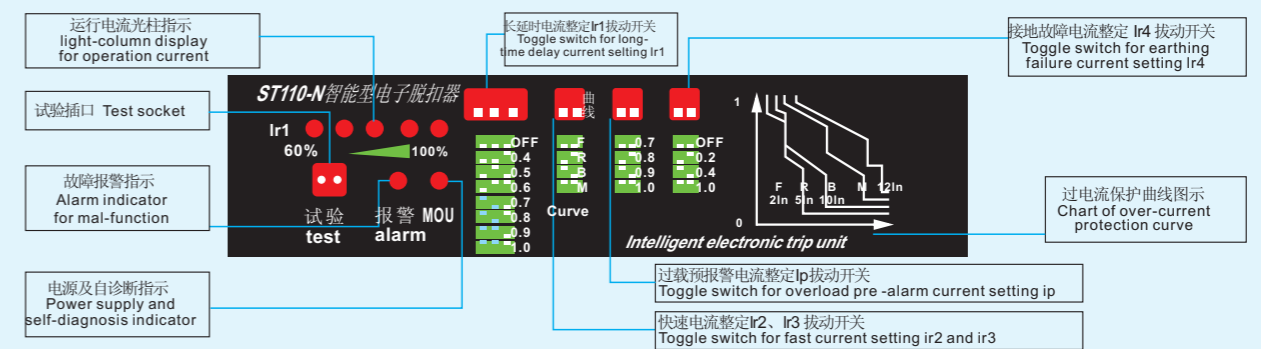 运行电流光柱指示
light-column display
for operation current
长延时电流整定Ir1拔动开关
Toggle switch for long-
time delay current selting Ir1
接地故障电流整定 Ir4 拔动开关
Toggle switch for earthing
failure current setting Ir4
试验插口 Test socket
故障报警指示
Alarm indicator
for mal-function
电源及自诊断指示
Power supply and
self-diagnosis indicator
ST110-N智能型电子脱扣器
Ir1
60%
100%
试验
test
报警 MOU
alarm
OFF
0.4
0.5
0.6
0.7
0.8
0.9
1.0
曲
线
F
R
B
M
Curve
0.7
0.8
0.9
1.0
OFF
0.2
0.4
1.0
1
F R B M 12In
2In 5In 10In
0
Intelligent electronic trip unit
过电流保护曲线图示
Chart of over-current
protection curve
过载预报警电流整定Ip拔动开关
Toggle switch for overload pre -alarm current setting ip
快速电流整定Ir2、Ir3 拔动开关
Toggle switch for fast current setting ir2 and ir3